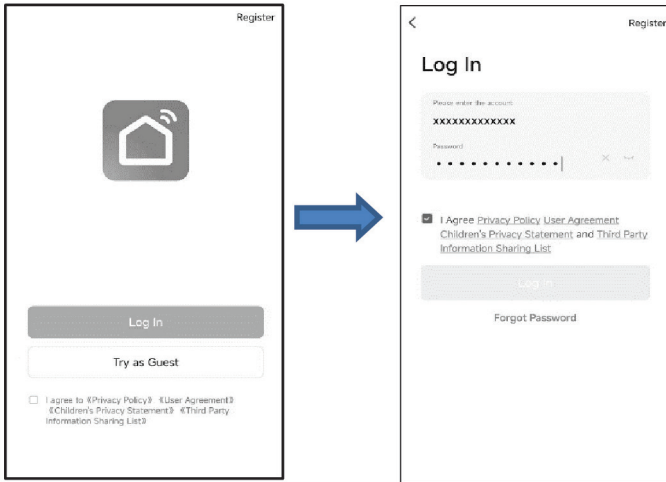 Register
Log In
Try as Guest
I agree to 《Privacy Policy》 《User Agreement》
《Children's Privacy Statement》 《Third Party
Information Sharing List》
Register
Log In
Please enter the account
xxxxxxxxxxxxx
Password
I Agree Privacy Policy User Agreement
Children's Privacy Statement and Third Party
Information Sharing List
Log In
Forgot Password